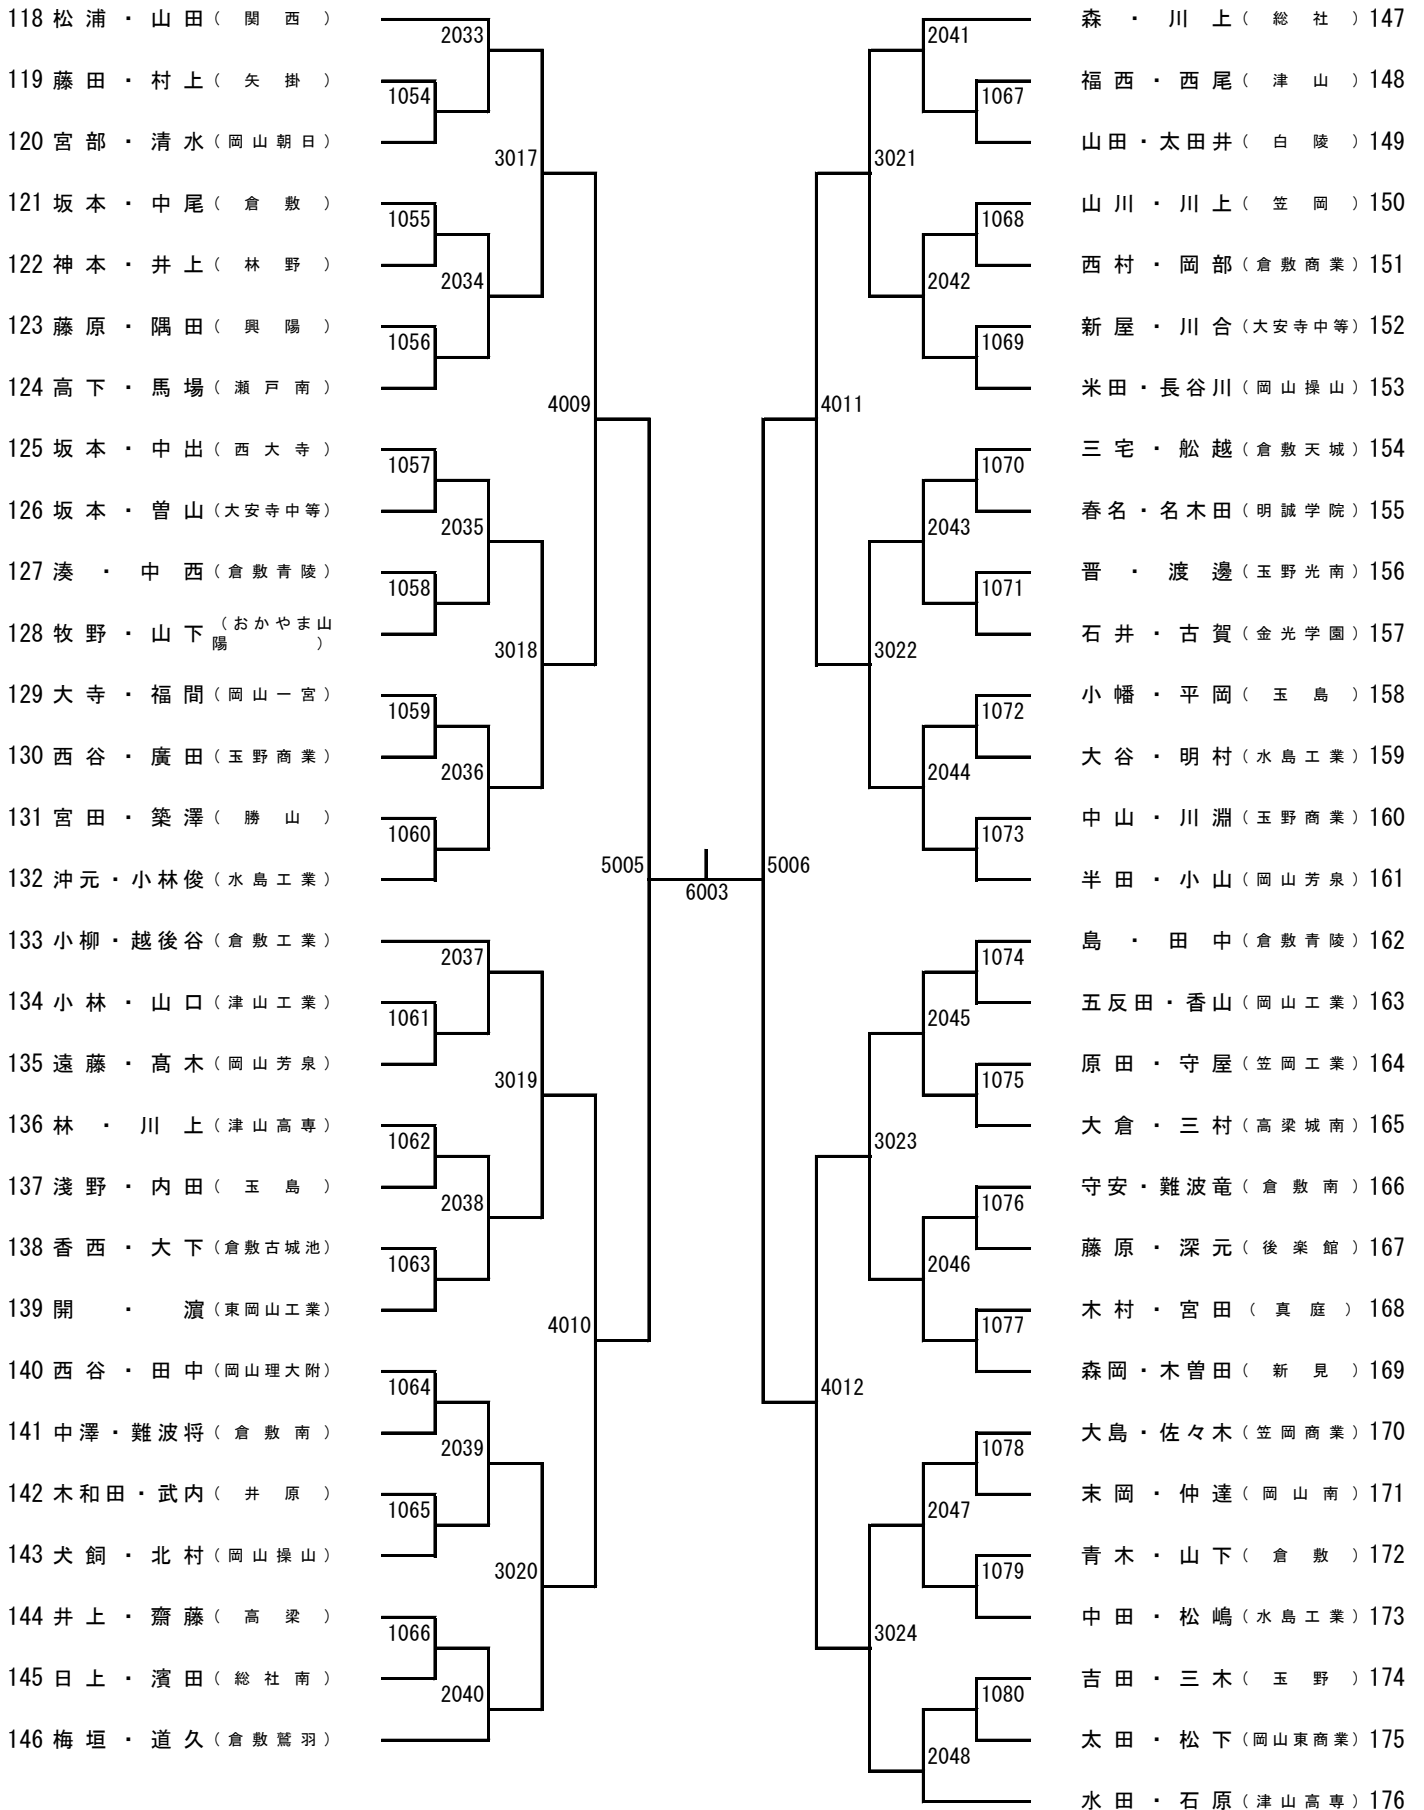 118 松浦・山田（関西）
119 藤田・村上（矢掛）
120 宮部・清水（岡山朝日）
121 坂本・中尾（倉敷）
122 神本・井上（林野）
123 藤原・隅田（興陽）
124 高下・馬場（瀬戸南）
125 坂本・中出（西大寺）
126 坂本・曽山（大安寺中等）
127 湊・中西（倉敷青陵）
128 牧野・山下（おかやま山陽）
129 大寺・福間（岡山一宮）
130 西谷・廣田（玉野商業）
131 宮田・築澤（勝山）
132 沖元・小林俊（水島工業）
133 小柳・越後谷（倉敷工業）
134 小林・山口（津山工業）
135 遠藤・髙木（岡山芳泉）
136 林・川上（津山高専）
137 淺野・内田（玉島）
138 香西・大下（倉敷古城池）
139 開・濵（東岡山工業）
140 西谷・田中（岡山理大附）
141 中澤・難波将（倉敷南）
142 木和田・武内（井原）
143 犬飼・北村（岡山操山）
144 井上・齋藤（高梁）
145 日上・濱田（総社南）
146 梅垣・道久（倉敷鷲羽）
2033
1054
3017
1055
2034
1056
4009
1057
2035
1058
3018
1059
2036
1060
5005
2037
1061
3019
1062
2038
1063
4010
1064
2039
1065
3020
1066
2040
6003
2041
1067
3021
1068
2042
1069
4011
1070
2043
1071
3022
1072
2044
1073
5006
1074
2045
1075
3023
1076
2046
1077
4012
1078
2047
1079
3024
1080
2048
森・川上（総社）147
福西・西尾（津山）148
山田・太田井（白陵）149
山川・川上（笠岡）150
西村・岡部（倉敷商業）151
新屋・川合（大安寺中等）152
米田・長谷川（岡山操山）153
三宅・舩越（倉敷天城）154
春名・名木田（明誠学院）155
晋・渡邊（玉野光南）156
石井・古賀（金光学園）157
小幡・平岡（玉島）158
大谷・明村（水島工業）159
中山・川淵（玉野商業）160
半田・小山（岡山芳泉）161
島・田中（倉敷青陵）162
五反田・香山（岡山工業）163
原田・守屋（笠岡工業）164
大倉・三村（高梁城南）165
守安・難波竜（倉敷南）166
藤原・深元（後楽館）167
木村・宮田（真庭）168
森岡・木曽田（新見）169
大島・佐々木（笠岡商業）170
末岡・仲達（岡山南）171
青木・山下（倉敷）172
中田・松嶋（水島工業）173
吉田・三木（玉野）174
太田・松下（岡山東商業）175
水田・石原（津山高専）176